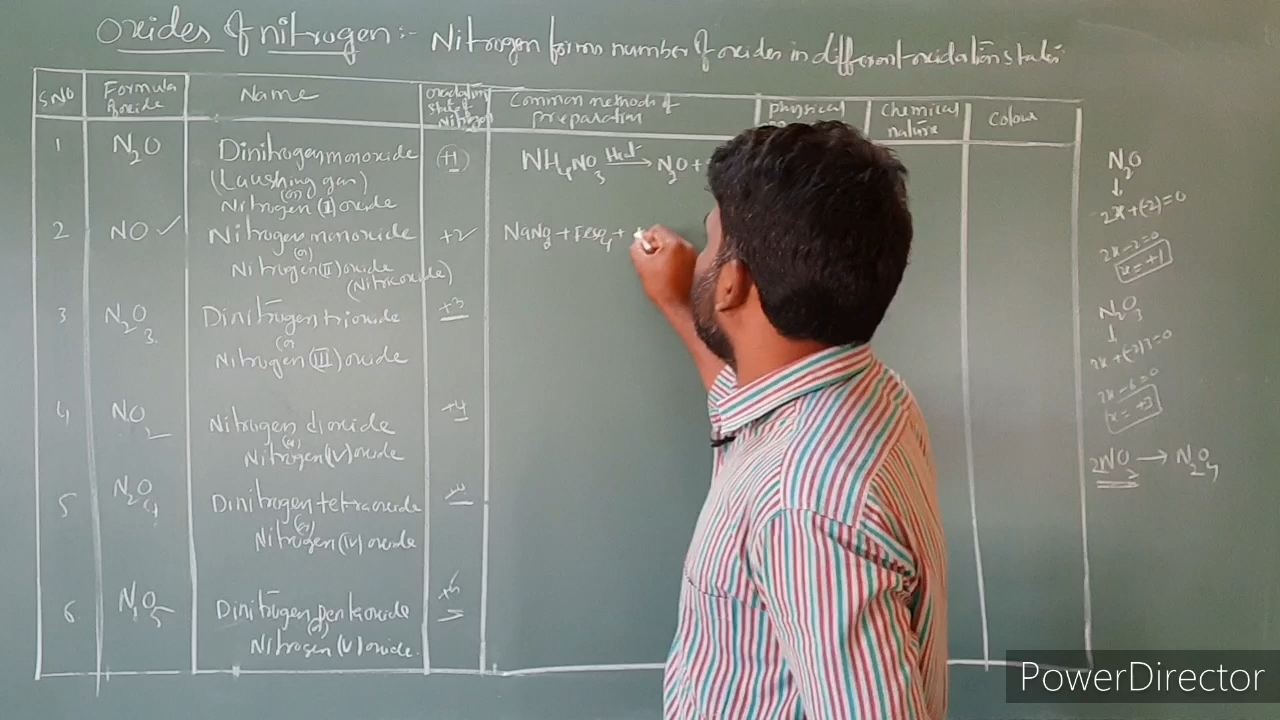 Oxides of nitrogen :- Nitrogen forms number of oxides in different oxidation states
S.NO | Formula of oxide | Name | oxidation state of Nitrogen | Common methods of preparation | physical | chemical nature | Colour
1 | N2O | Dinitrogen monoxide (Laughing gas) (or) Nitrogen (I) oxide | +1 | NH4NO3 Heat → N2O +
2 | NO ✓ | Nitrogen monoxide (or) Nitrogen (II) oxide (Nitric oxide) | +2 | + FeSO4 +
3 | N2O3 | Dinitrogen trioxide (or) Nitrogen (III) oxide | +3
4 | NO2 | Nitrogen dioxide (or) Nitrogen (IV) oxide | +4
5 | N2O4 | Dinitrogen tetraoxide (or) Nitrogen (IV) oxide
6 | N2O5 | Dinitrogen pentaoxide (or) Nitrogen (V) oxide.
N2O
↓
2x+(-2)=0
2x-2=0
x=+1
N2O3
↓
2x+(-2)3=0
2x-6=0
x=+3
2NO2 → N2O4
PowerDirector